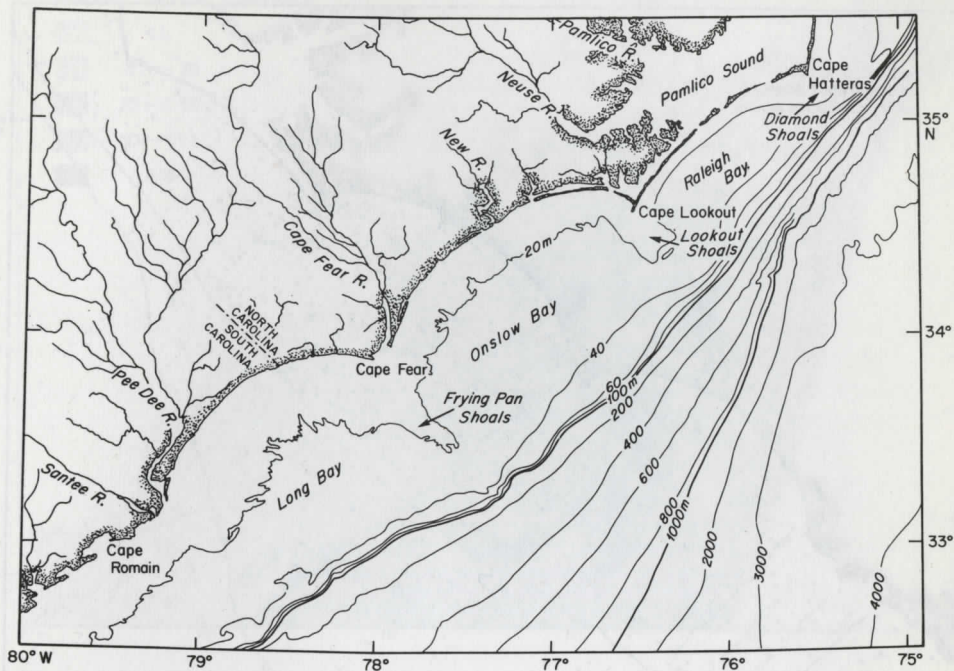 Pamlico R.
Neuse R.
Pamlico Sound
Cape
Hatteras
Diamond
Shoals
35°
N
New R.
Raleigh
Bay
Cape Lookout
Lookout
Shoals
20m
Cape Fear R.
Onslow Bay
NORTH
CAROLINA
SOUTH
CAROLINA
34°
Cape Fear
40
60
100m
200
400
600
800
1000m
2000
3000
4000
Frying Pan
Shoals
Pee Dee R.
Long Bay
Santee R.
Cape
Romain
33°
80°W
79°
78°
77°
76°
75°